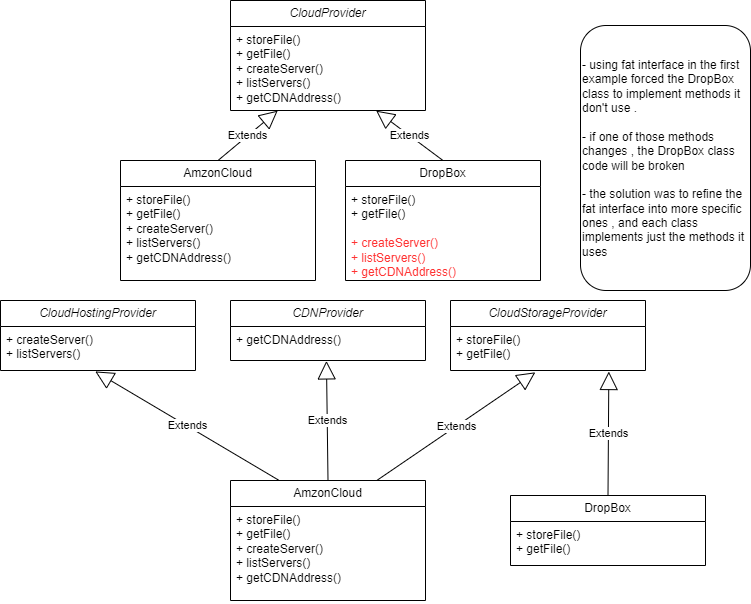 CloudProvider
+ storeFile()
+ getFile()
+ createServer()
+ listServers()
+ getCDNAddress()
Extends
Extends
AmzonCloud
+ storeFile()
+ getFile()
+ createServer()
+ listServers()
+ getCDNAddress()
DropBox
+ storeFile()
+ getFile()
+ createServer()
+ listServers()
+ getCDNAddress()
- using fat interface in the first
example forced the DropBox
class to implement methods it
don't use .
- if one of those methods
changes , the DropBox class
code will be broken
- the solution was to refine the
fat interface into more specific
ones , and each class
implements just the methods it
uses
CloudHostingProvider
+ createServer()
+ listServers()
CDNProvider
+ getCDNAddress()
CloudStorageProvider
+ storeFile()
+ getFile()
Extends
Extends
Extends
Extends
AmzonCloud
+ storeFile()
+ getFile()
+ createServer()
+ listServers()
+ getCDNAddress()
DropBox
+ storeFile()
+ getFile()